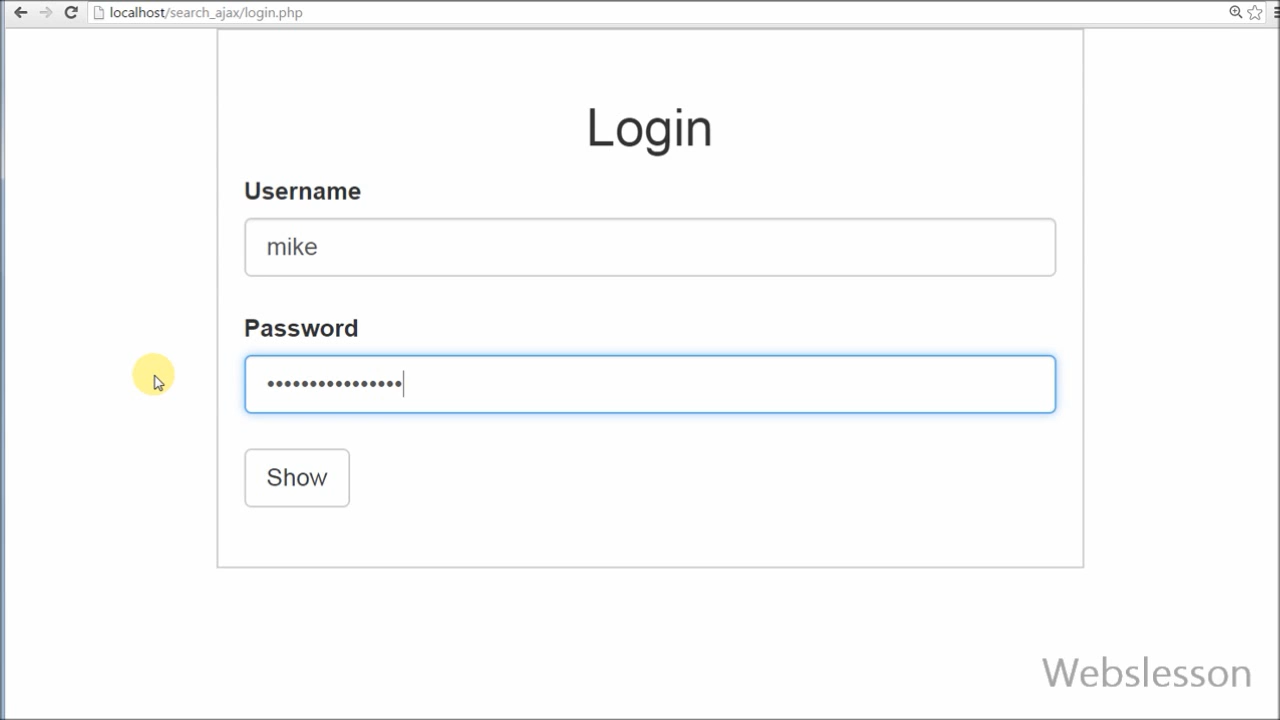 localhost/search_ajax/login.php
Login
Username
mike
Password
••••••••••••••••
Show
Webslesson